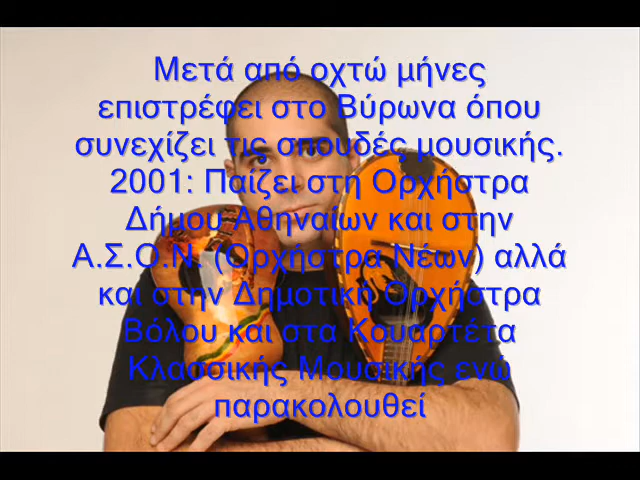 Μετά από οχτώ μήνες
επιστρέφει στο Βύρωνα όπου
συνεχίζει τις σπουδές μουσικής.
2001: Παίζει στη Ορχήστρα
Δήμου Αθηναίων και στην
Α.Σ.Ο.Ν. (Ορχήστρα Νέων) αλλά
και στην Δημοτική Ορχήστρα
Βόλου και στα Κουαρτέτα
Κλασσικής Μουσικής ενώ
παρακολουθεί